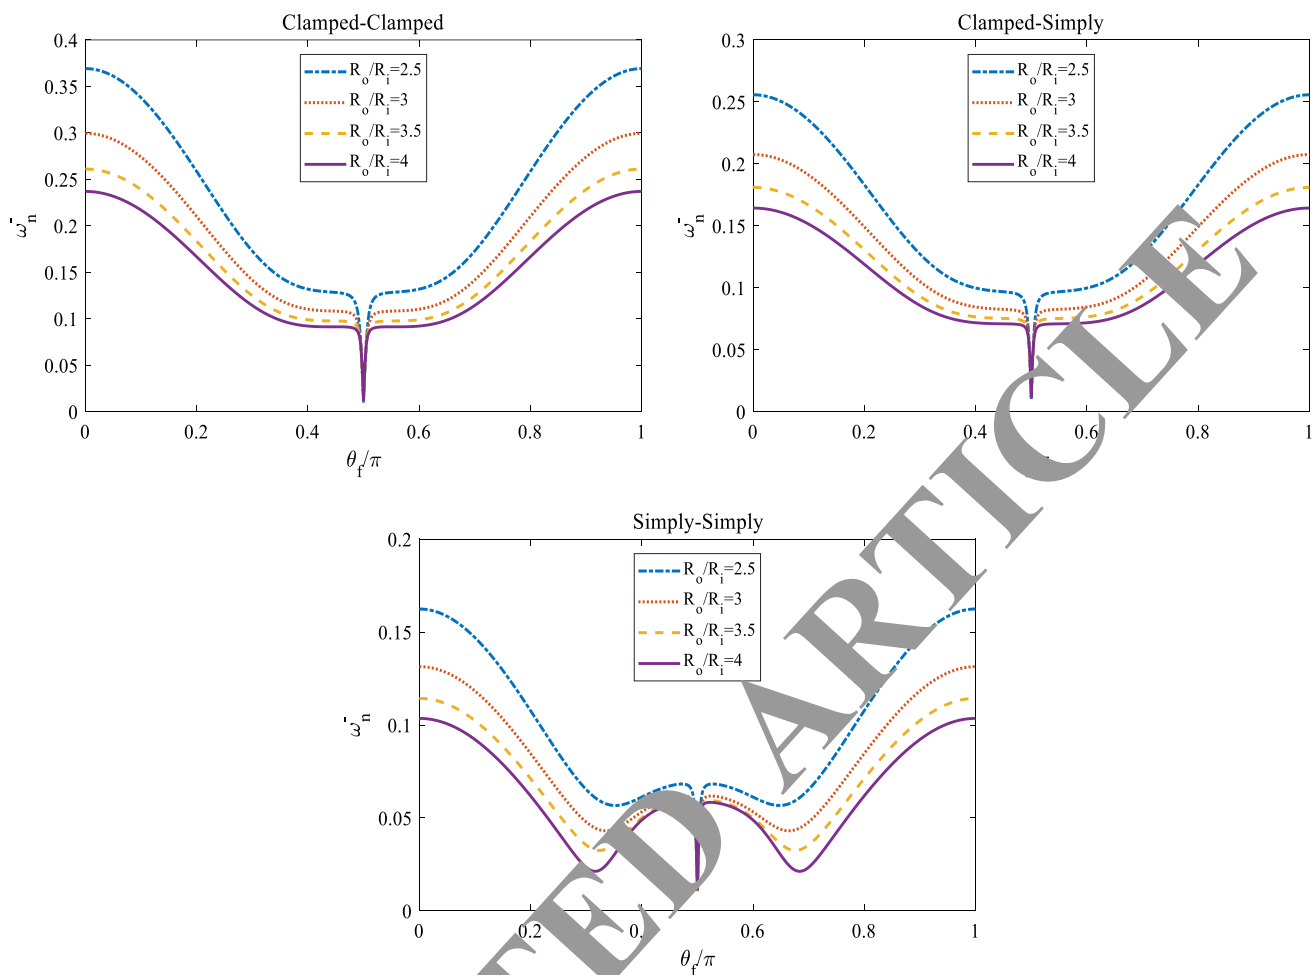 Clamped-Clamped
0.4
0.35
0.3
0.25
0.2
0.15
0.1
0.05
0
ω̄n
R_o/R_i=2.5
R_o/R_i=3
R_o/R_i=3.5
R_o/R_i=4
0 0.2 0.4 0.6 0.8 1
θ_f/π
Clamped-Simply
0.3
0.25
0.2
0.15
0.1
0.05
0
ω̄n
R_o/R_i=2.5
R_o/R_i=3
R_o/R_i=3.5
R_o/R_i=4
0 0.2 0.4 0.6 0.8 1
Simply-Simply
0.2
0.15
0.1
0.05
0
ω̄n
R_o/R_i=2.5
R_o/R_i=3
R_o/R_i=3.5
R_o/R_i=4
0 0.2 0.6 0.8 1
θ_f/π
TED ARTICLE